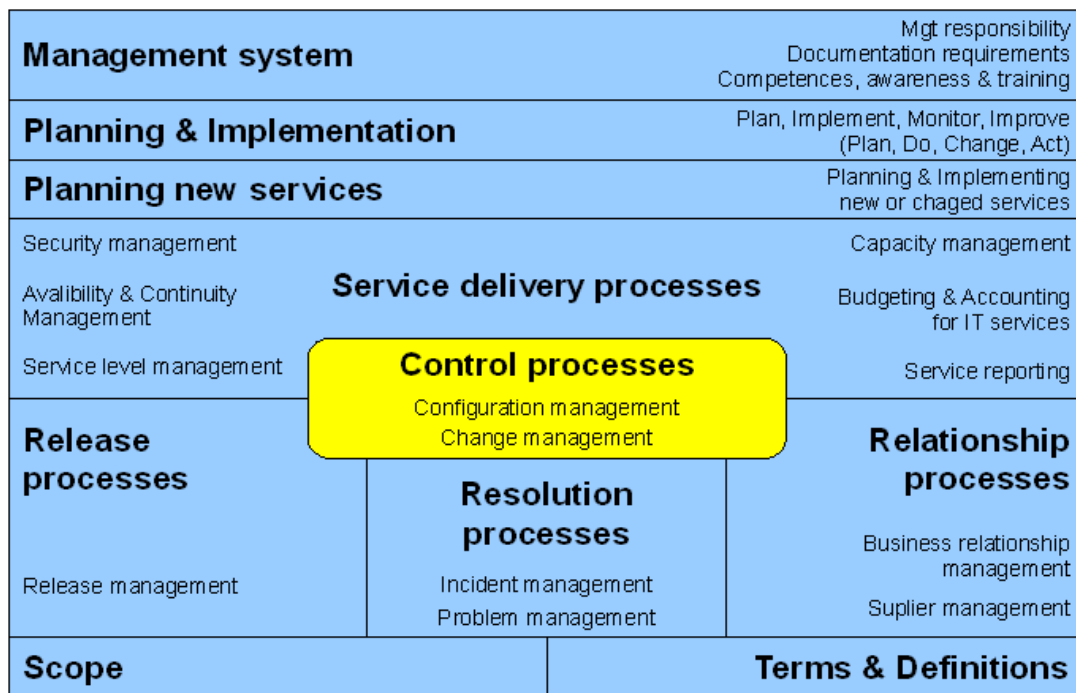 Management system
Mgt responsibility
Documentation requirements
Competences, awareness & training
Planning & Implementation
Plan, Implement, Monitor, Improve
(Plan, Do, Change, Act)
Planning new services
Planning & Implementing
new or chaged services
Security management
Avalibility & Continuity
Management
Service level management
Service delivery processes
Capacity management
Budgeting & Accounting
for IT services
Service reporting
Control processes
Configuration management
Change management
Release
processes
Release management
Resolution
processes
Incident management
Problem management
Relationship
processes
Business relationship
management
Suplier management
Scope
Terms & Definitions